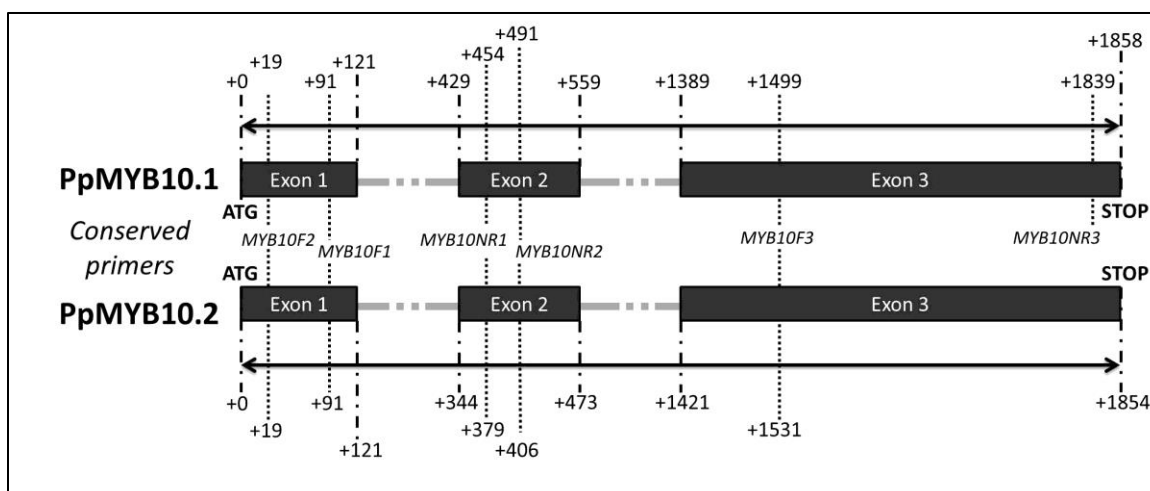 +491 +1858
+19 +454
+121
+0 +91 +429 +559 +1389 +1499 +1839
PpMYB10.1 Exon 1 Exon 2 Exon 3
ATG STOP
Conserved MYB10F2 MYB10NR1 MYB10F3 MYB10NR3
primers MYB10F1 MYB10NR2
ATG STOP
PpMYB10.2 Exon 1 Exon 2 Exon 3
+0 +91 +344 +473 +1421 +1854
+19 +379 +1531
+121 +406